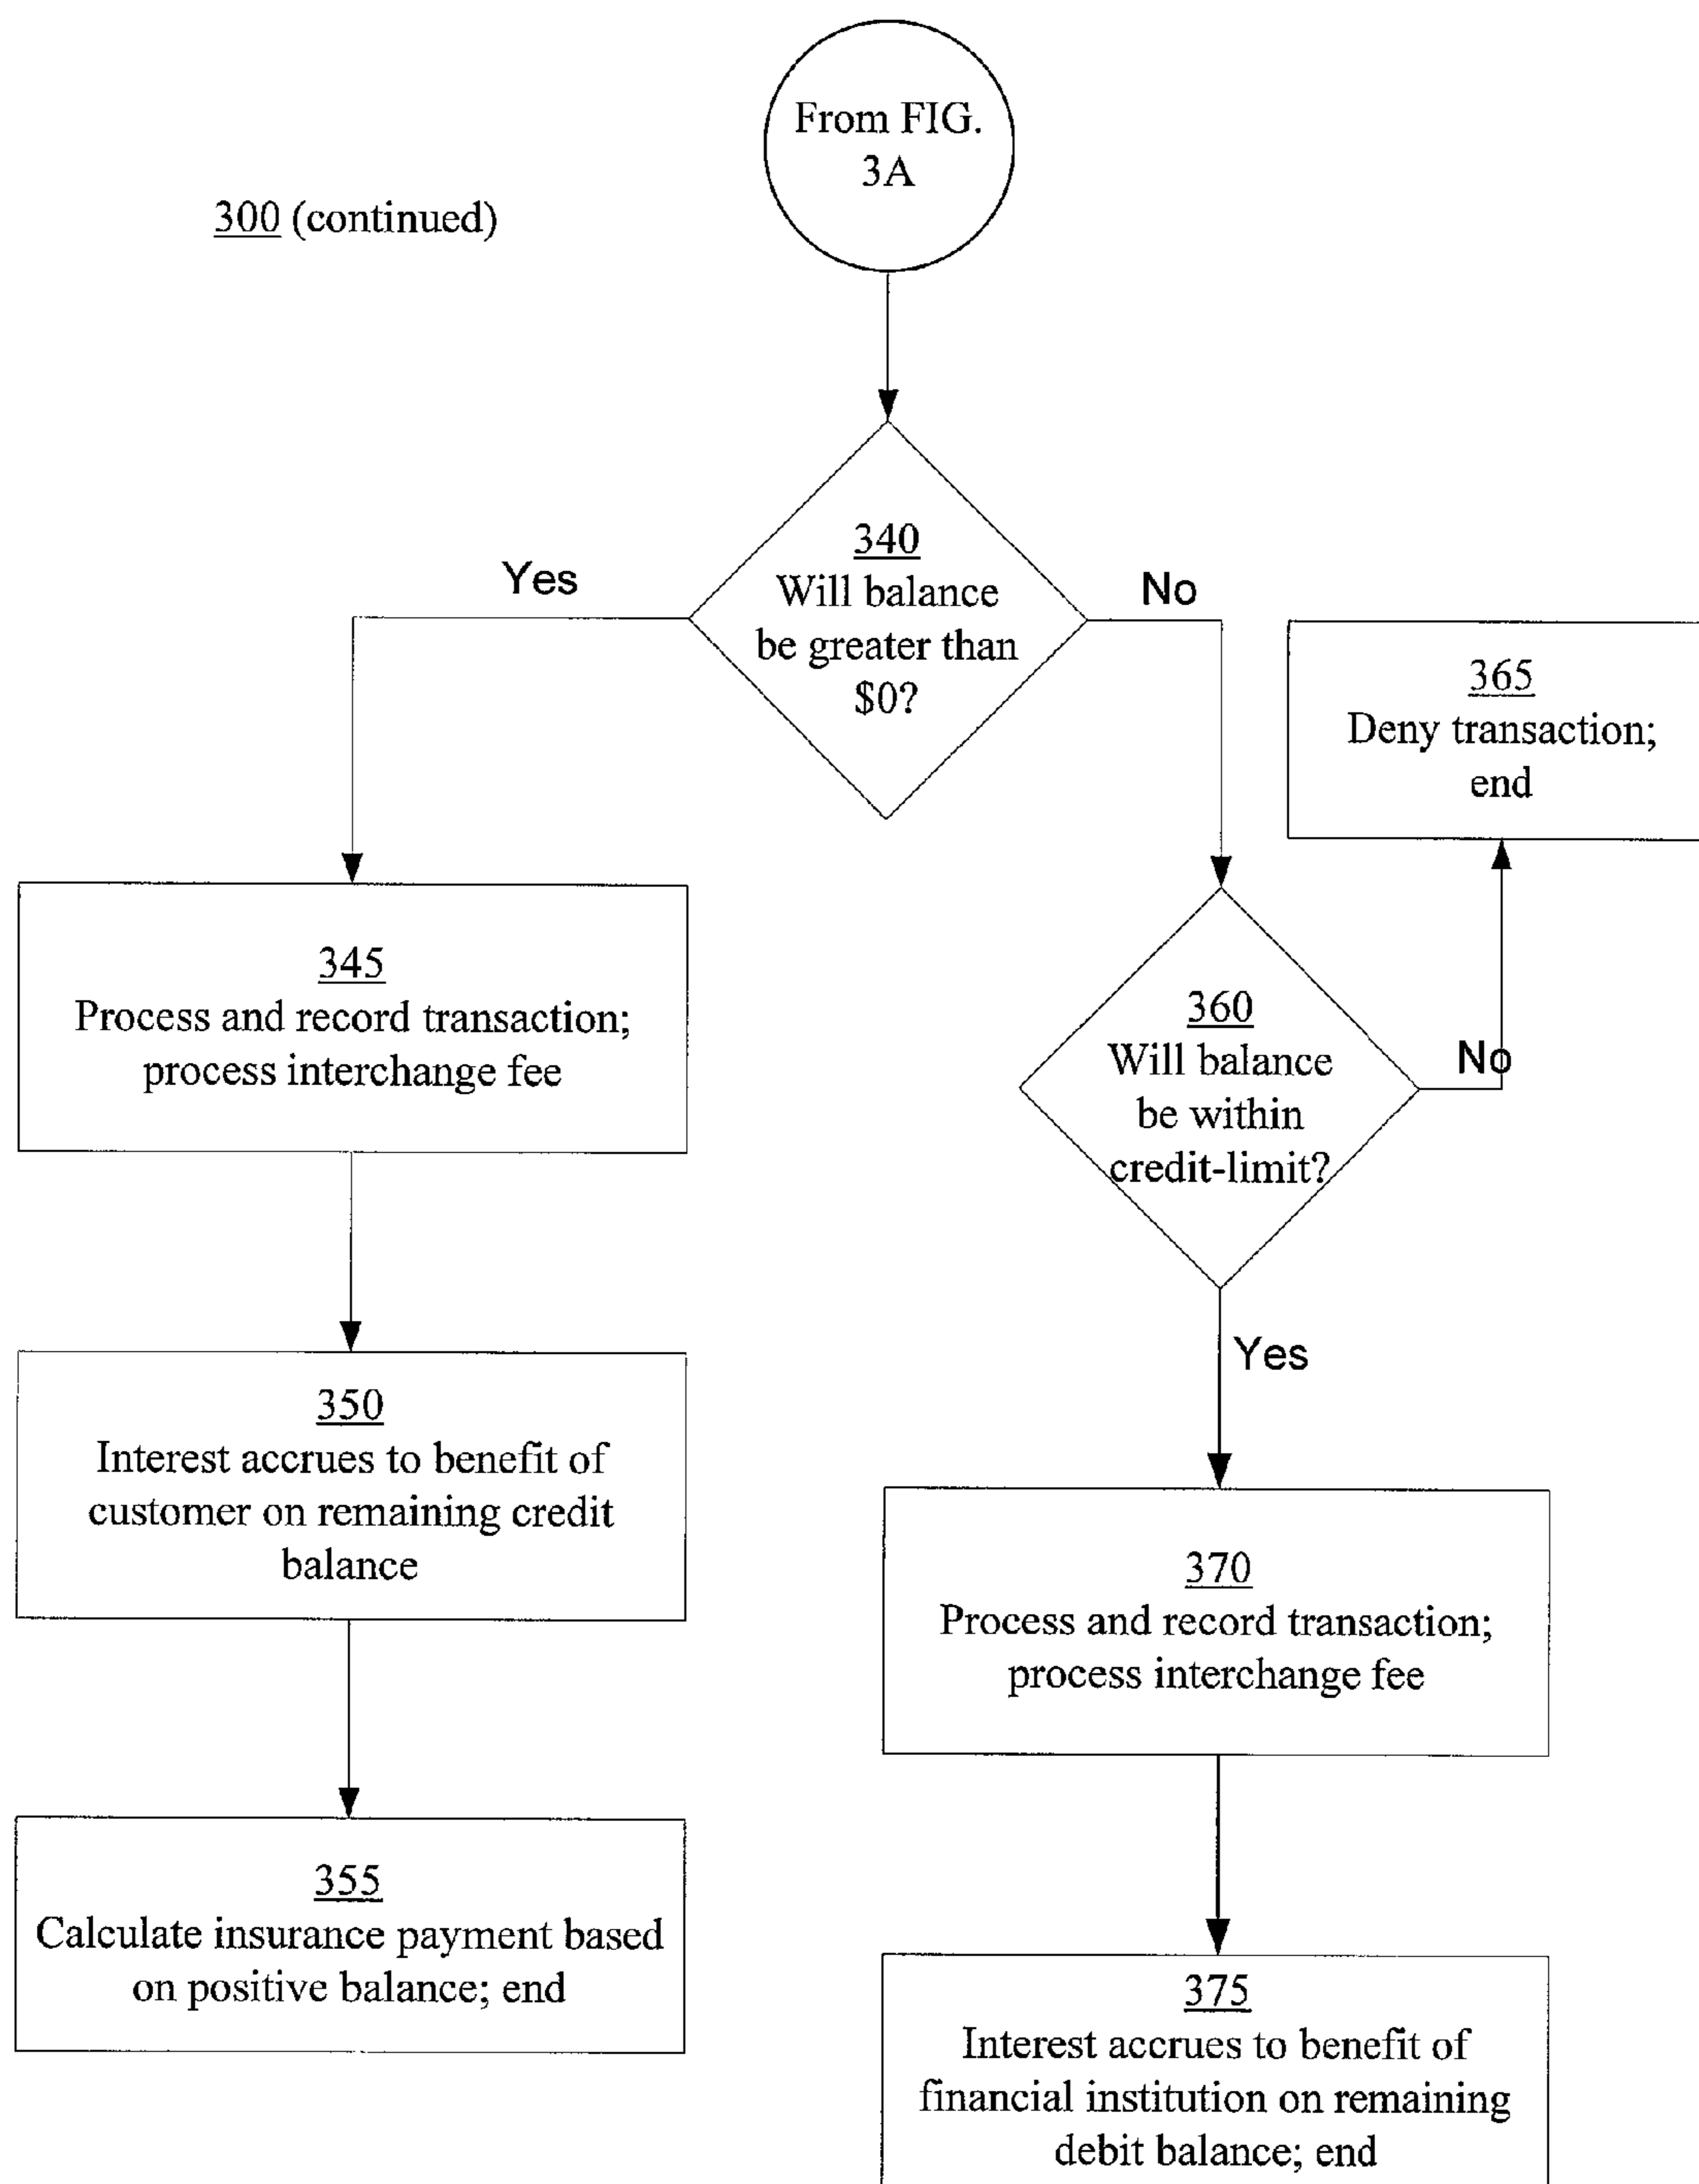 From FIG.
3A
300 (continued)
340
Will balance
be greater than
$0?
Yes
No
365
Deny transaction;
end
345
Process and record transaction;
process interchange fee
360
Will balance
be within
credit-limit?
No
Yes
350
Interest accrues to benefit of
customer on remaining credit
balance
370
Process and record transaction;
process interchange fee
355
Calculate insurance payment based
on positive balance; end
375
Interest accrues to benefit of
financial institution on remaining
debit balance; end